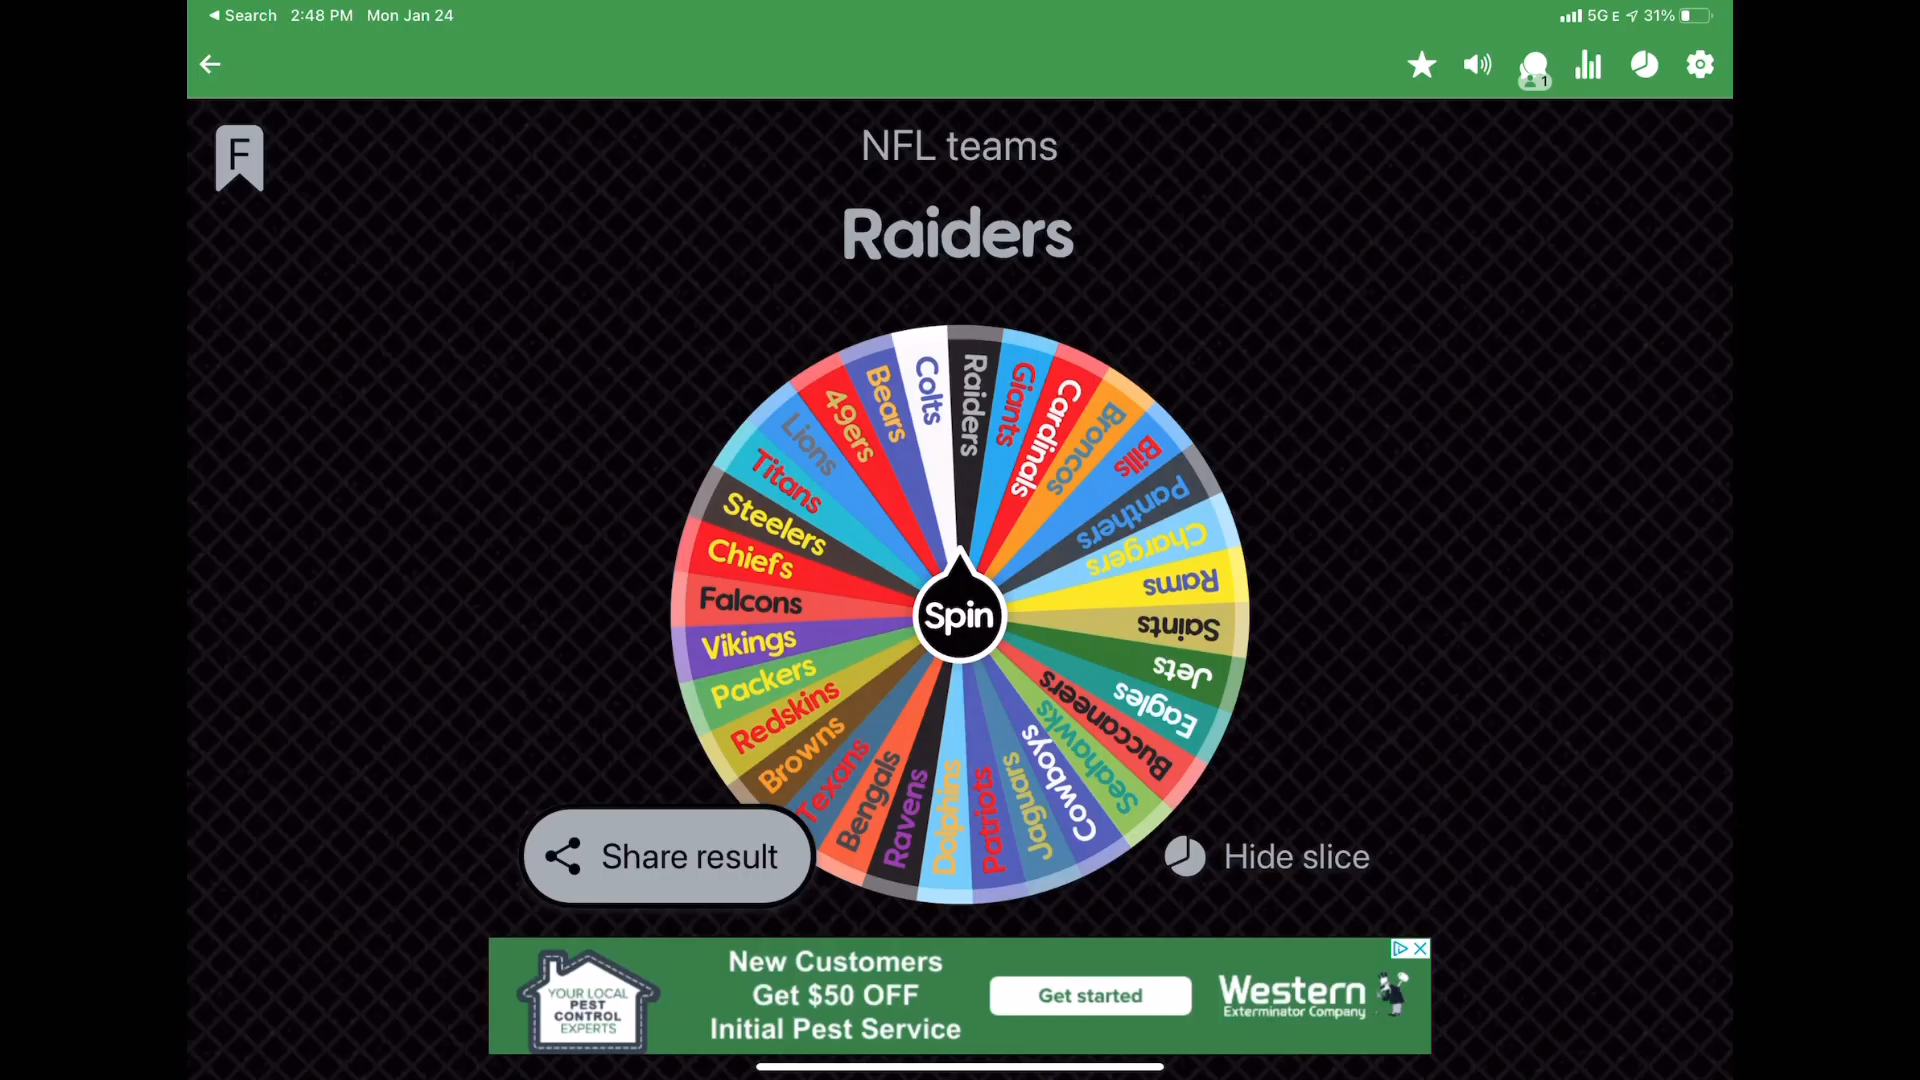 Search 2:48 PM Mon Jan 24
5G E 31%
1
F
NFL teams
Raiders
Raiders
Giants
Cardinals
Broncos
Bills
Panthers
Chargers
Rams
Saints
Jets
Eagles
Buccaneers
Seahawks
Cowboys
Jaguars
Patriots
Dolphins
Ravens
Bengals
Texans
Browns
Redskins
Packers
Vikings
Falcons
Chiefs
Steelers
Titans
Lions
49ers
Bears
Colts
Spin
Share result
Hide slice
YOUR LOCAL
PEST
CONTROL
EXPERTS
New Customers
Get $50 OFF
Initial Pest Service
Get started
Western
Exterminator Company